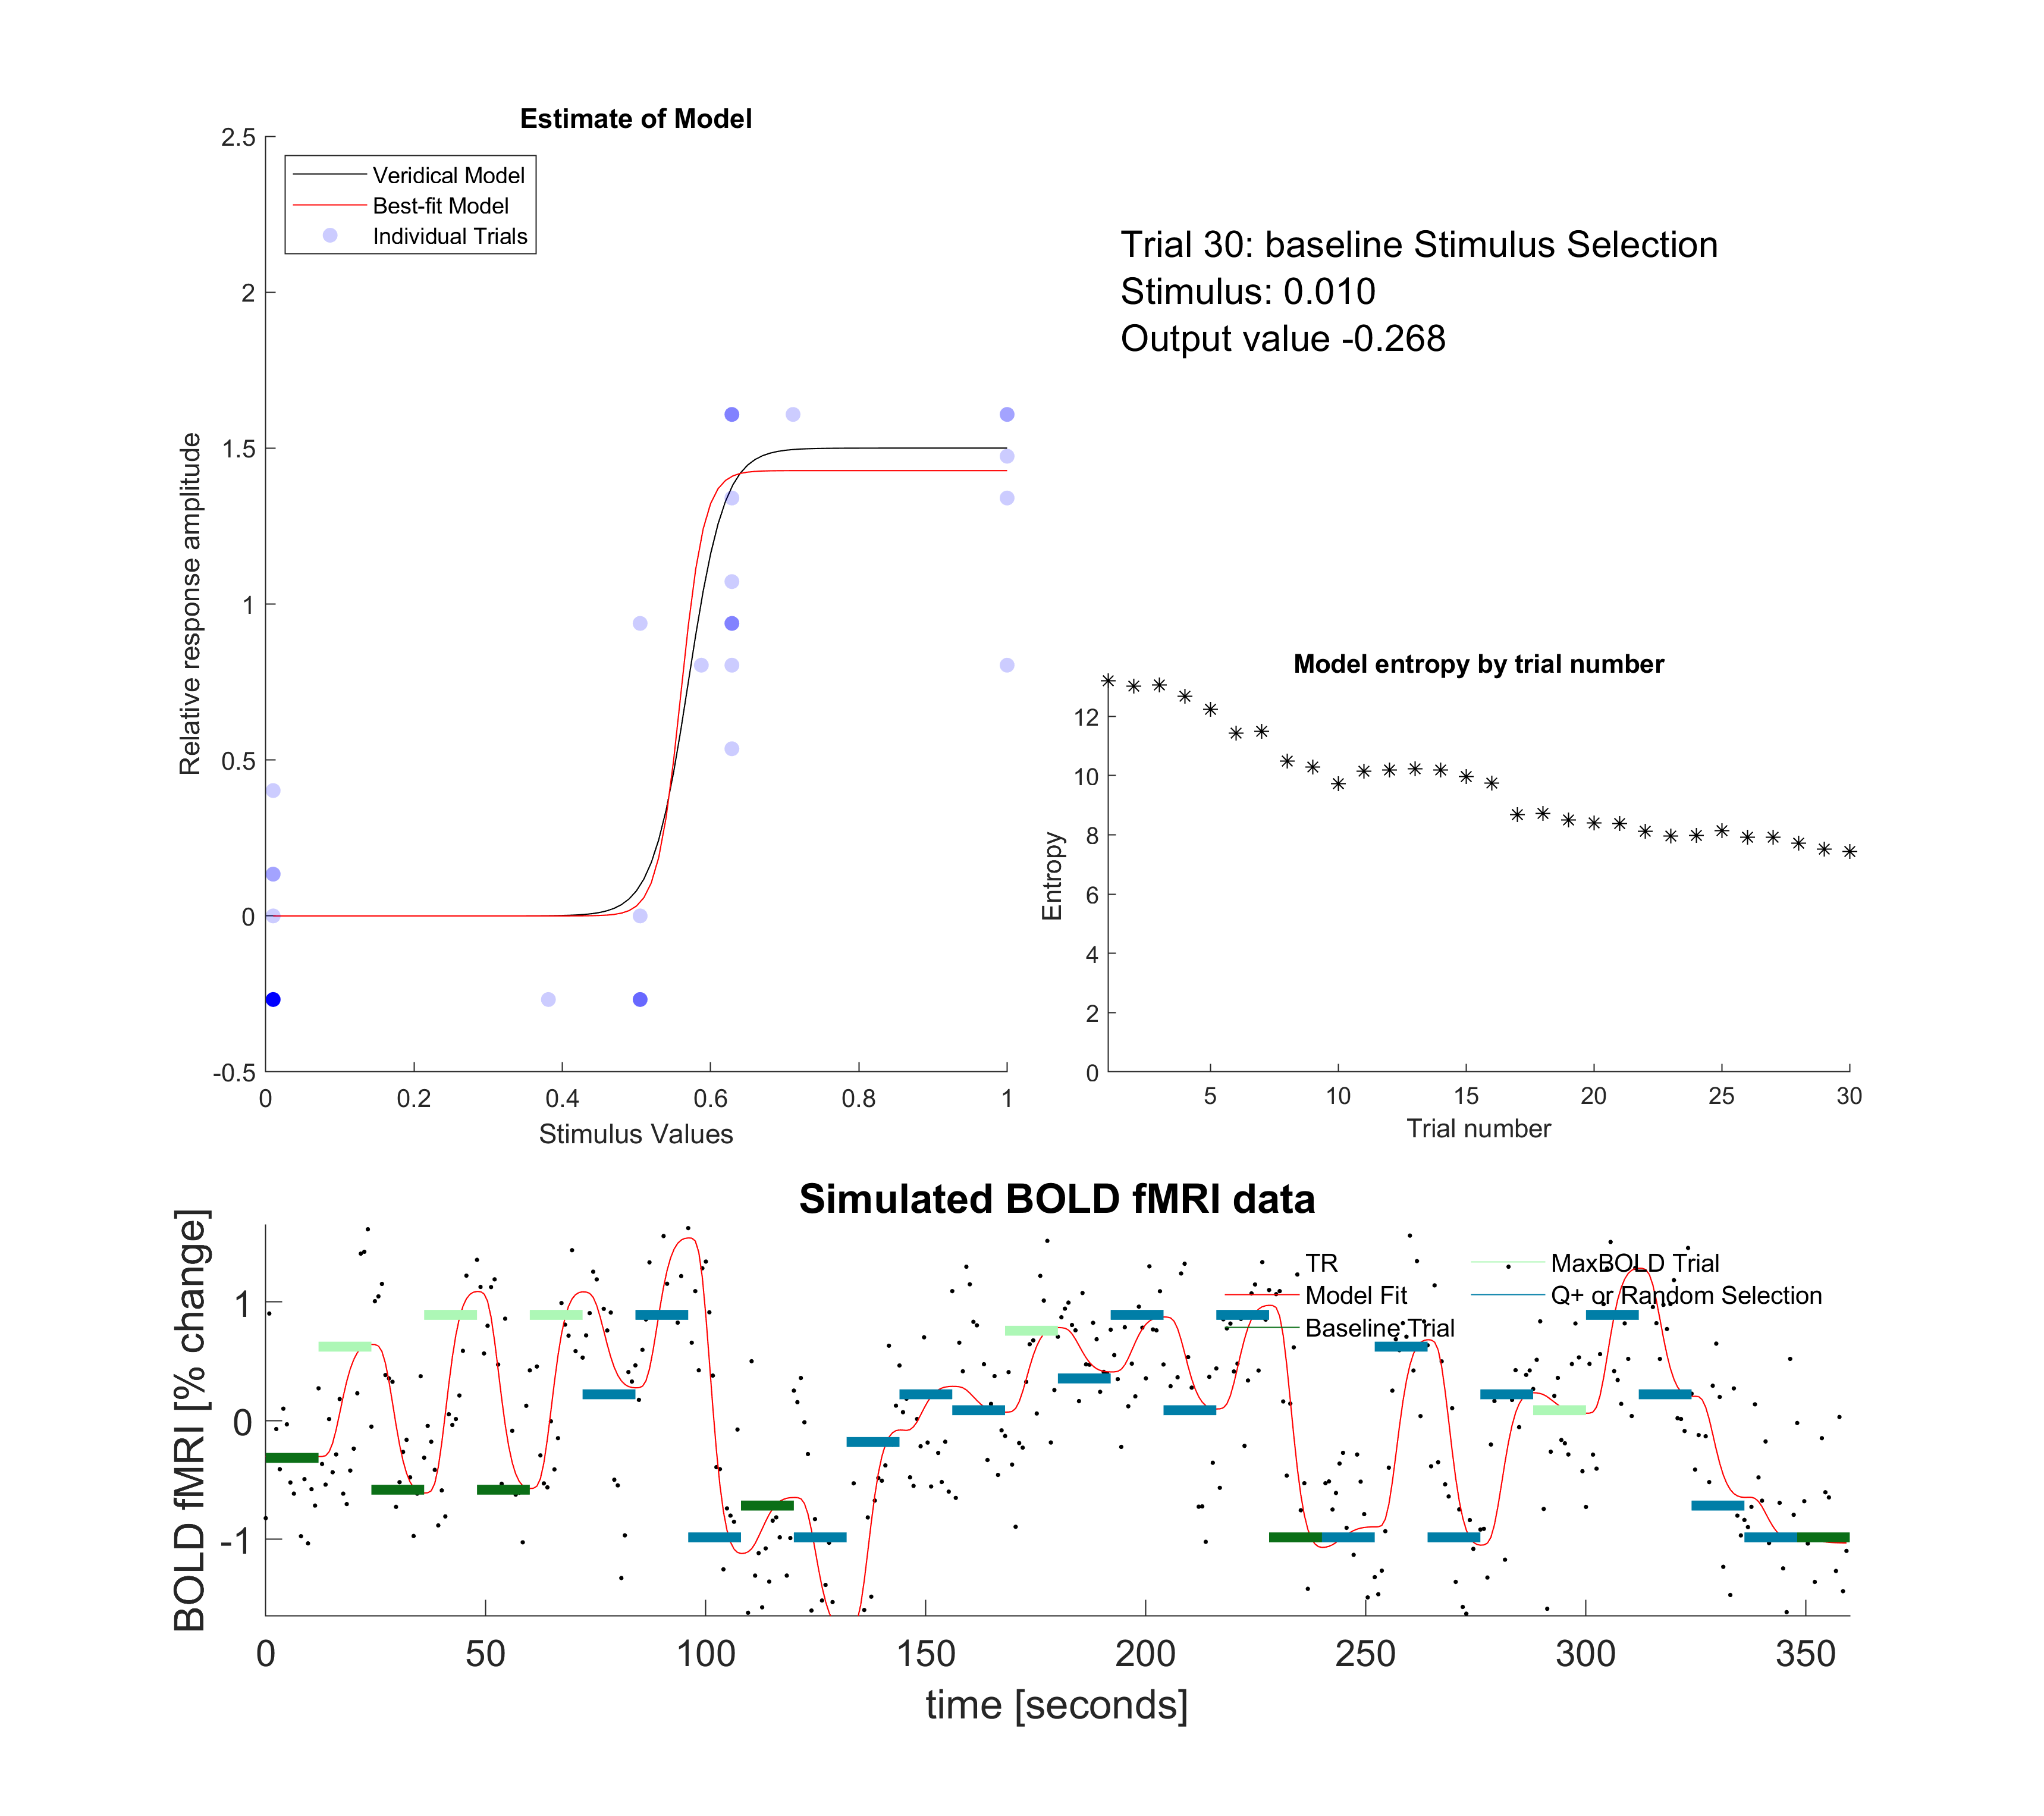 Estimate of Model
2.5
2
1.5
1
0.5
0
-0.5
0
0.2
0.4
0.6
0.8
1
Relative response amplitude
Stimulus Values
Veridical Model
Best-fit Model
Individual Trials
Trial 30: baseline Stimulus Selection
Stimulus: 0.010
Output value -0.268
Model entropy by trial number
12
10
8
6
4
2
0
5
10
15
20
25
30
Entropy
Trial number
Simulated BOLD fMRI data
1
0
-1
0
50
100
150
200
250
300
350
BOLD fMRI [% change]
time [seconds]
TR
Model Fit
Baseline Trial
MaxBOLD Trial
Q+ or Random Selection